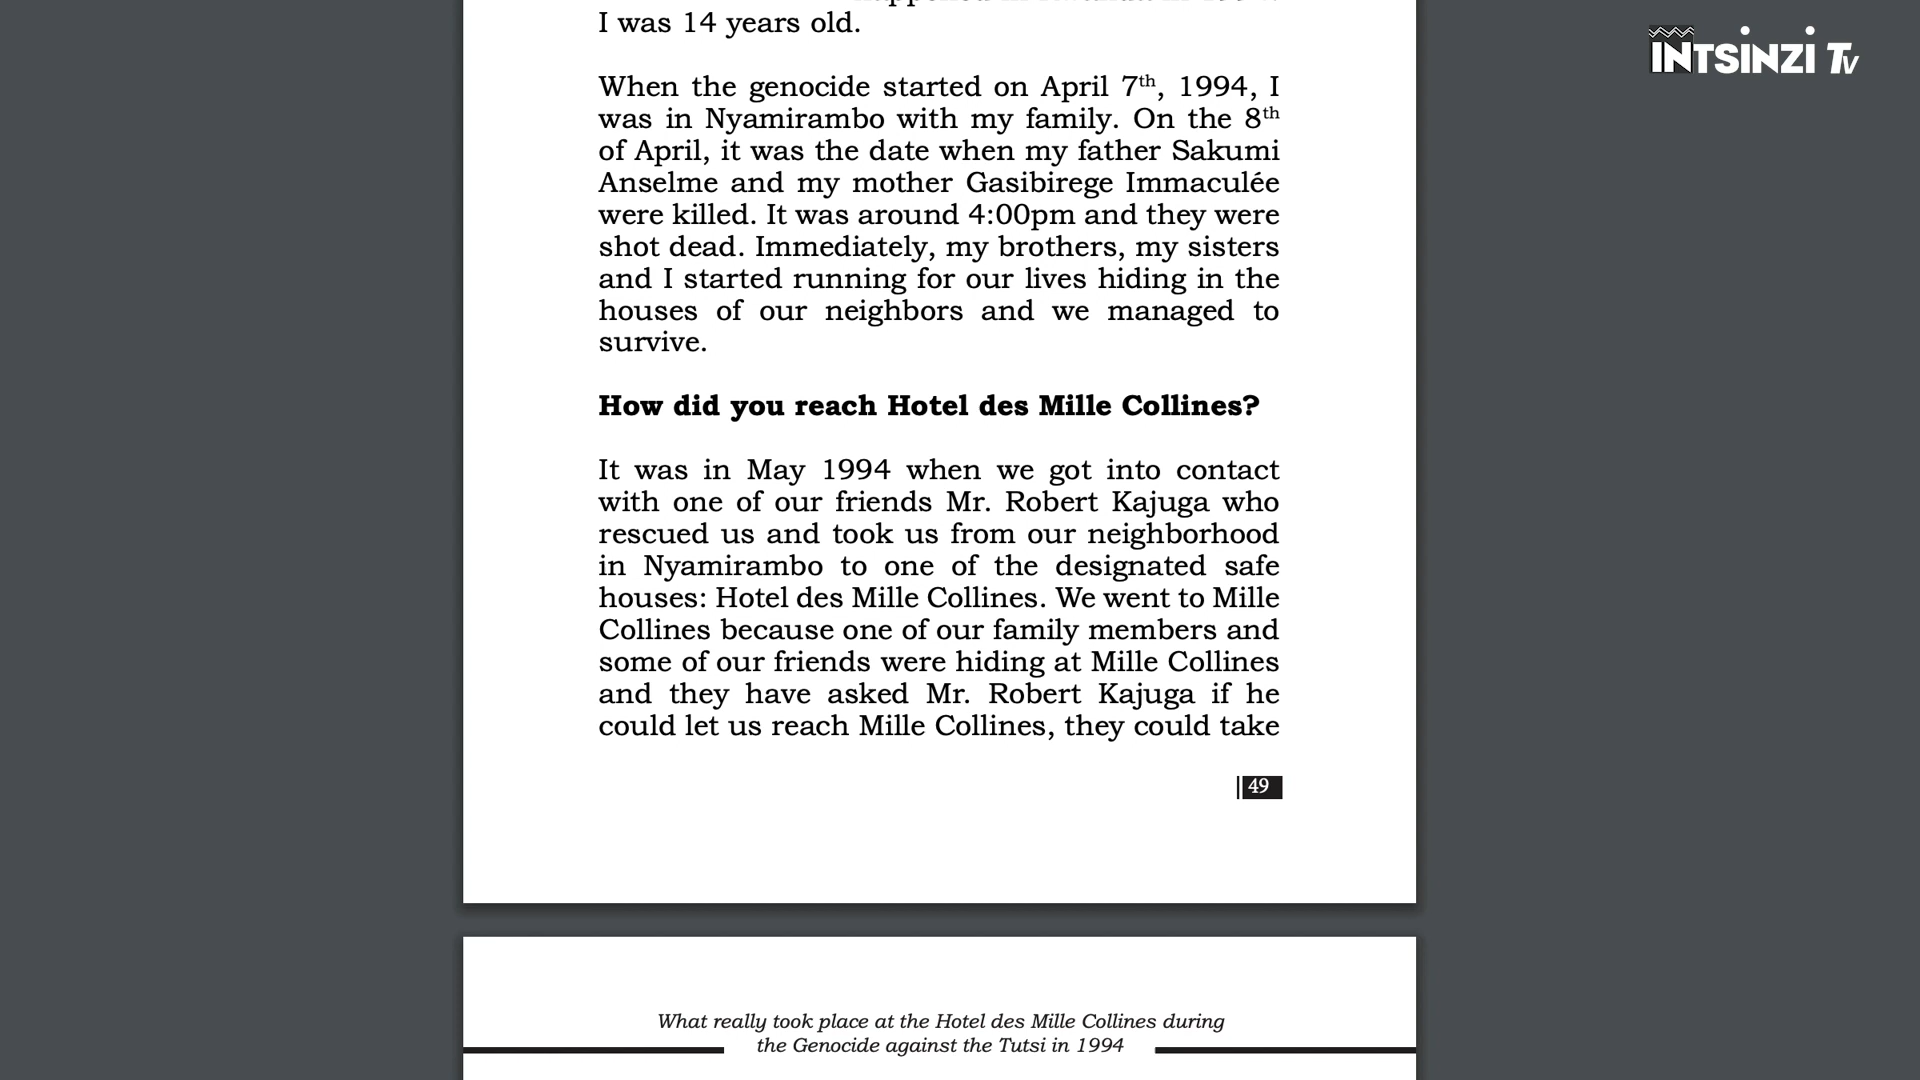 INTSINZI TV
I was 14 years old.
When the genocide started on April 7th, 1994, I
was in Nyamirambo with my family. On the 8th
of April, it was the date when my father Sakumi
Anselme and my mother Gasibirege Immaculée
were killed. It was around 4:00pm and they were
shot dead. Immediately, my brothers, my sisters
and I started running for our lives hiding in the
houses of our neighbors and we managed to
survive.
How did you reach Hotel des Mille Collines?
It was in May 1994 when we got into contact
with one of our friends Mr. Robert Kajuga who
rescued us and took us from our neighborhood
in Nyamirambo to one of the designated safe
houses: Hotel des Mille Collines. We went to Mille
Collines because one of our family members and
some of our friends were hiding at Mille Collines
and they have asked Mr. Robert Kajuga if he
could let us reach Mille Collines, they could take
49
What really took place at the Hotel des Mille Collines during
the Genocide against the Tutsi in 1994